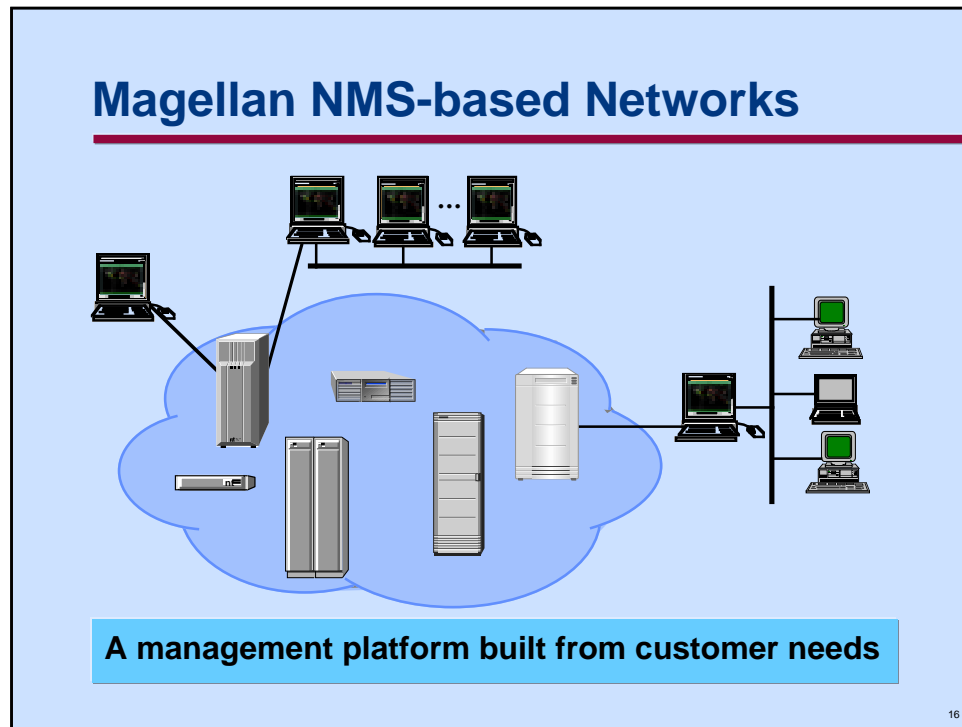 Magellan NMS-based Networks
...
A management platform built from customer needs
16